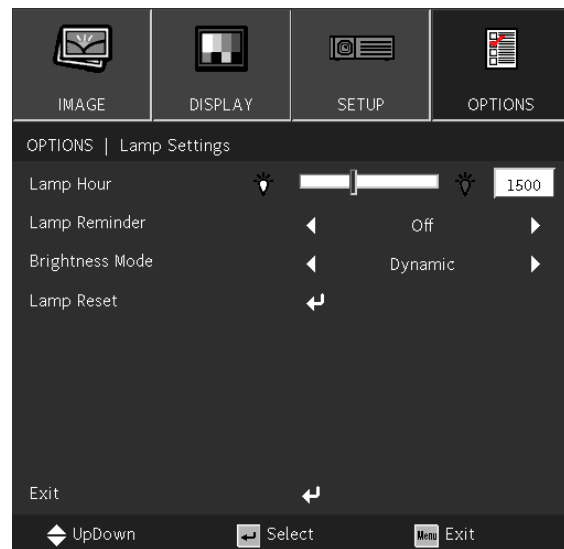 IMAGE DISPLAY SETUP OPTIONS
OPTIONS | Lamp Settings
Lamp Hour 1500
Lamp Reminder Off
Brightness Mode Dynamic
Lamp Reset
Exit
UpDown Select Menu Exit